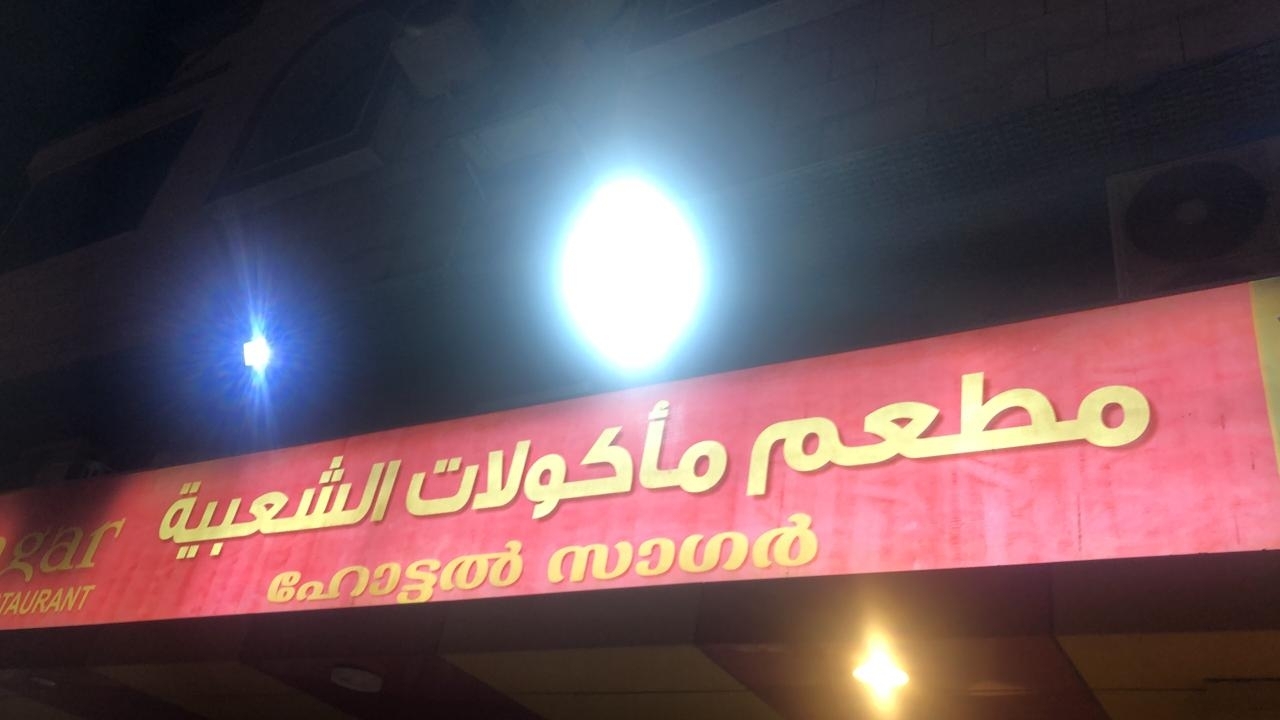 مطعم مأكولات الشعبية
ഹോട്ടൽ സാഗർ